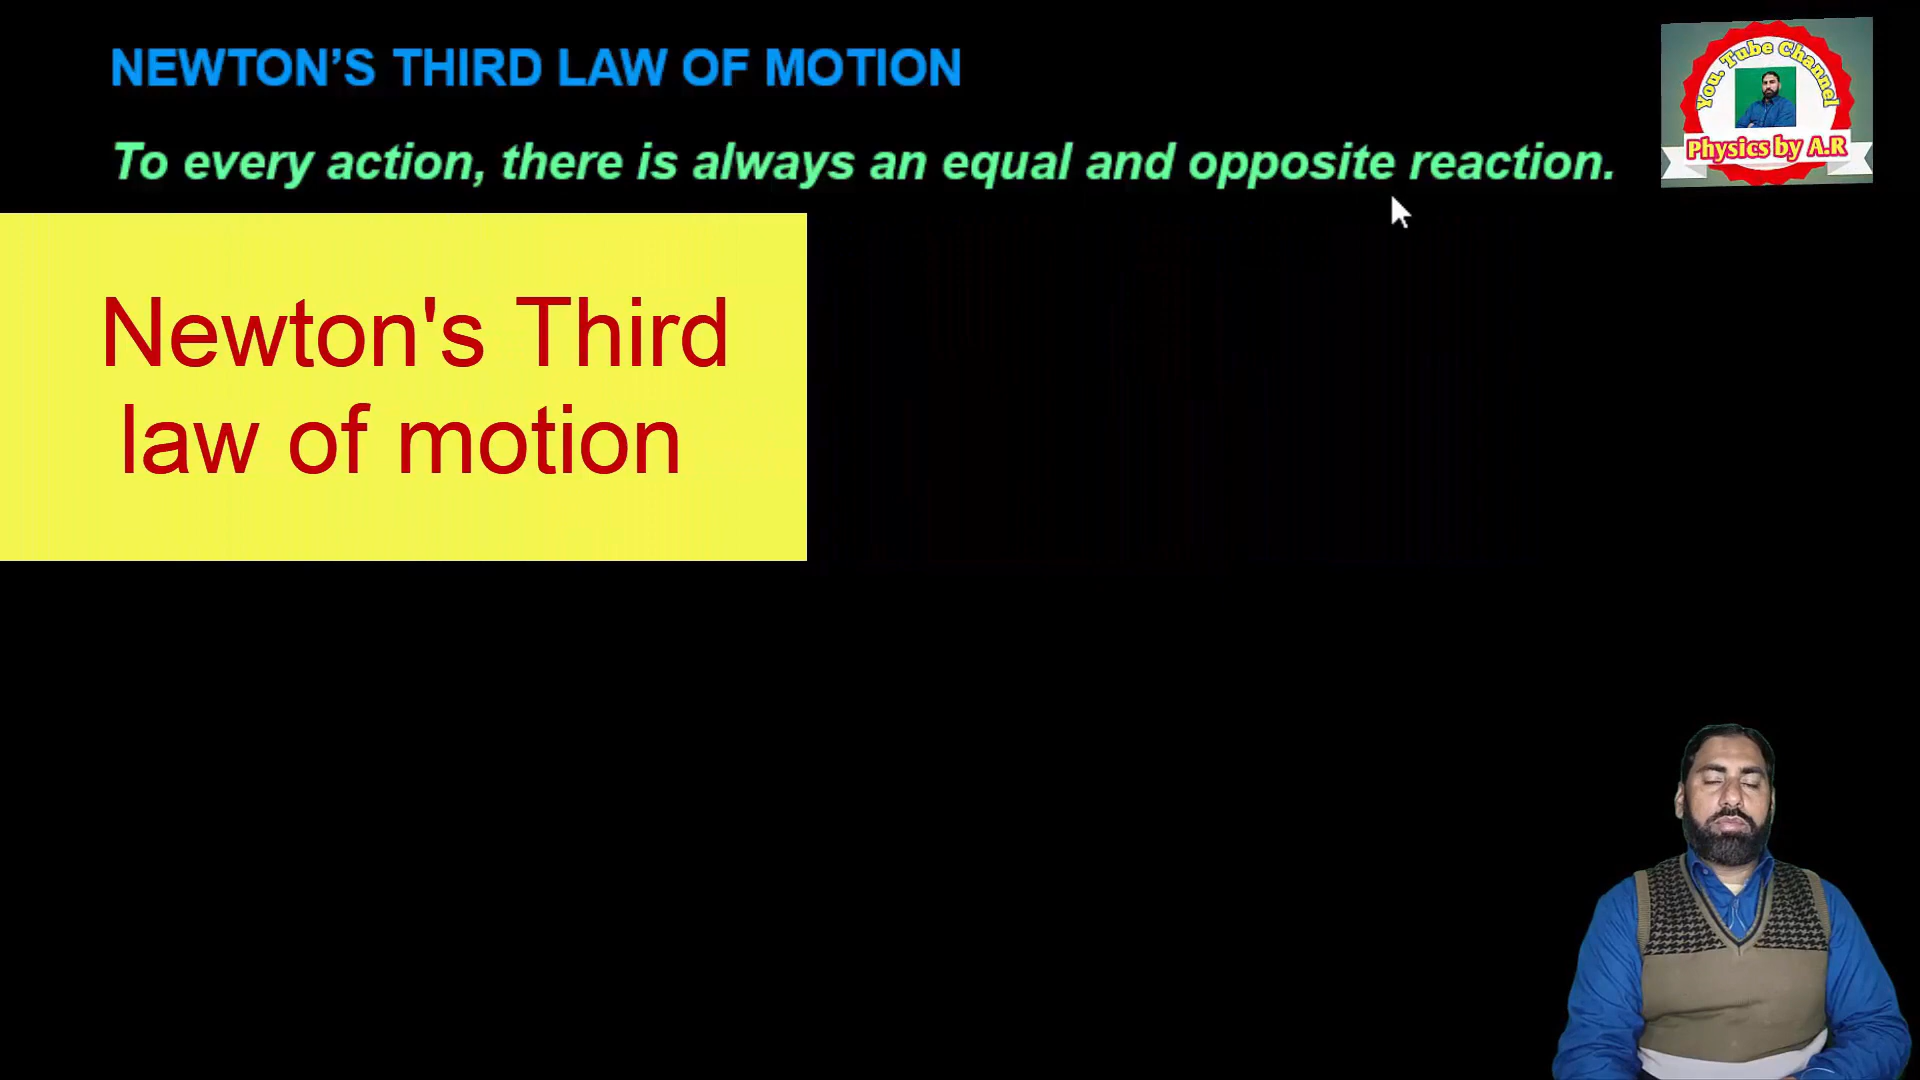 NEWTON’S THIRD LAW OF MOTION
To every action, there is always an equal and opposite reaction.
You. Tube Channel
Physics by A.R
Newton's Third
law of motion